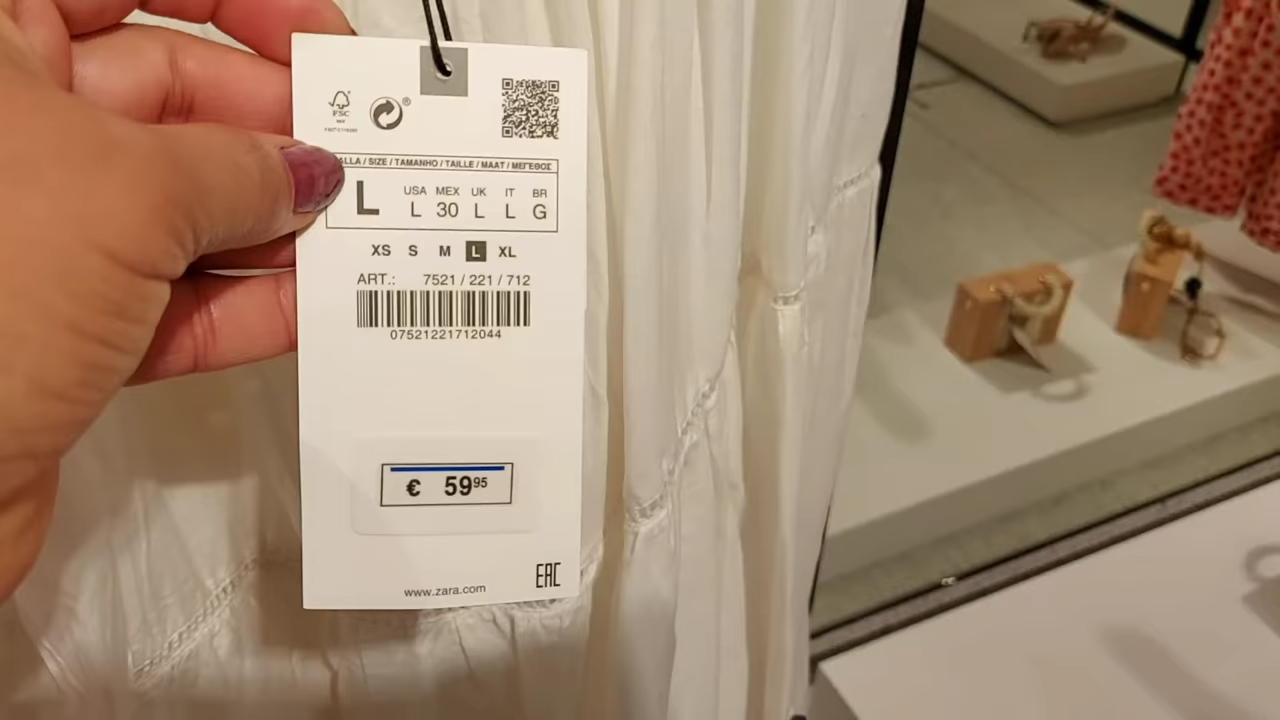 FSC
®
ALLA / SIZE / TAMANHO / TAILLE / MAAT / ΜΕΓΕΘΟΣ
L
USA MEX UK IT BR
L 30 L L G
XS S M L XL
ART.: 7521 / 221 / 712
07521221712044
€ 59 95
www.zara.com
EAC